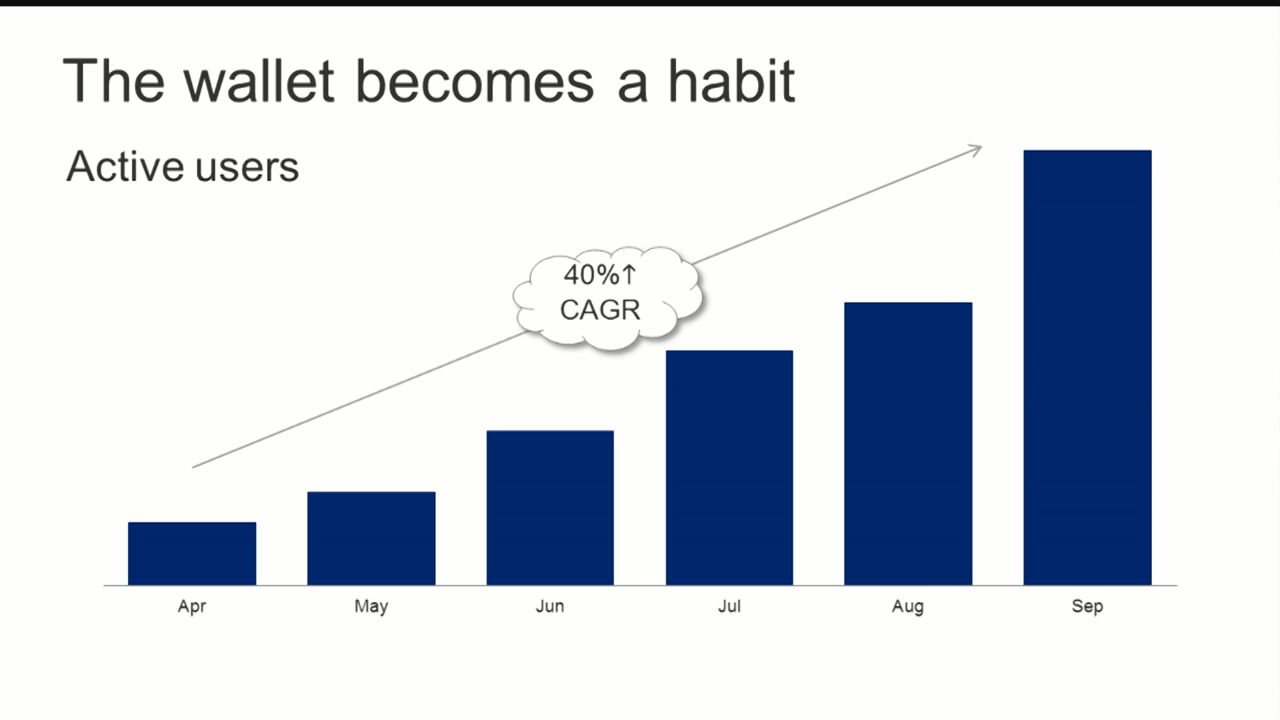 The wallet becomes a habit
Active users
40%↑
CAGR
Apr May Jun Jul Aug Sep